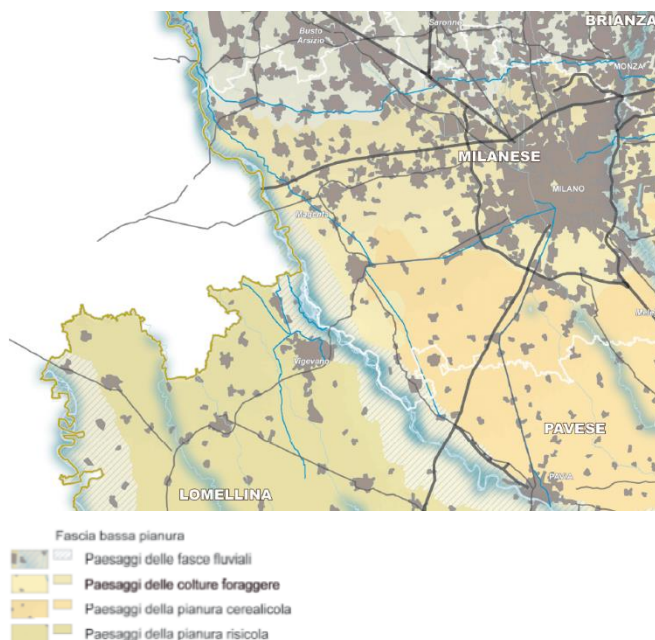 BRIANZA
Saronno
Busto
Arsizio
MONZA
MILANESE
MILANO
Magenta
Vigevano
PAVESE
LOMELLINA
PAVIA
Fascia bassa pianura
Paesaggi delle fasce fluviali
Paesaggi delle colture foraggere
Paesaggi della pianura cerealicola
Paesaggi della pianura risicola